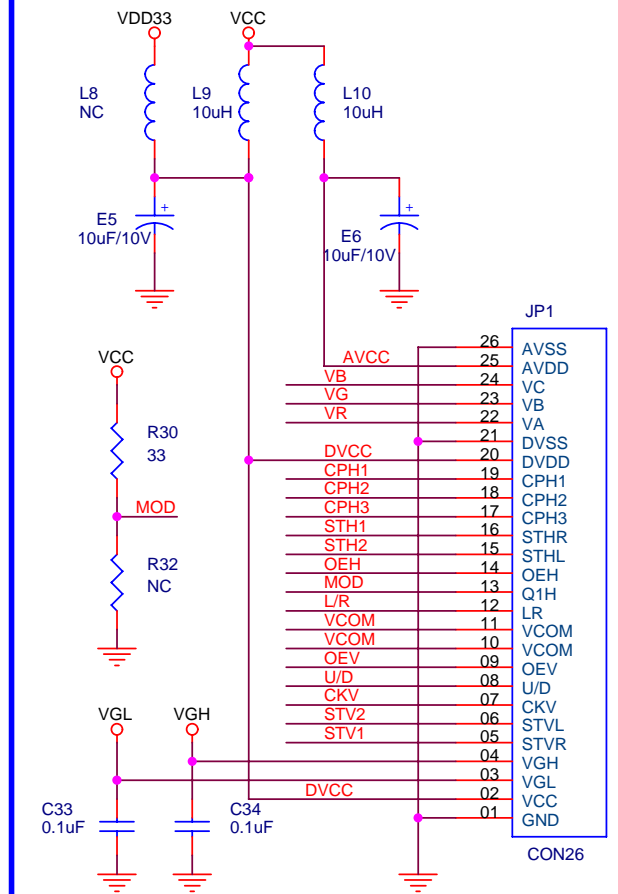 VDD33
VCC
L8
NC
L9
10uH
L10
10uH
+
E5
10uF/10V
+
E6
10uF/10V
JP1
VCC
R30
33
MOD
R32
NC
AVCC
VB
VG
VR
DVCC
CPH1
CPH2
CPH3
STH1
STH2
OEH
MOD
L/R
VCOM
VCOM
OEV
U/D
CKV
STV2
STV1
DVCC
26 AVSS
25 AVDD
24 VC
23 VB
22 VA
21 DVSS
20 DVDD
19 CPH1
18 CPH2
17 CPH3
16 STHR
15 STHL
14 OEH
13 Q1H
12 LR
11 VCOM
10 VCOM
09 OEV
08 U/D
07 CKV
06 STVL
05 STVR
04 VGH
03 VGL
02 VCC
01 GND
VGL
VGH
C33
0.1uF
C34
0.1uF
CON26